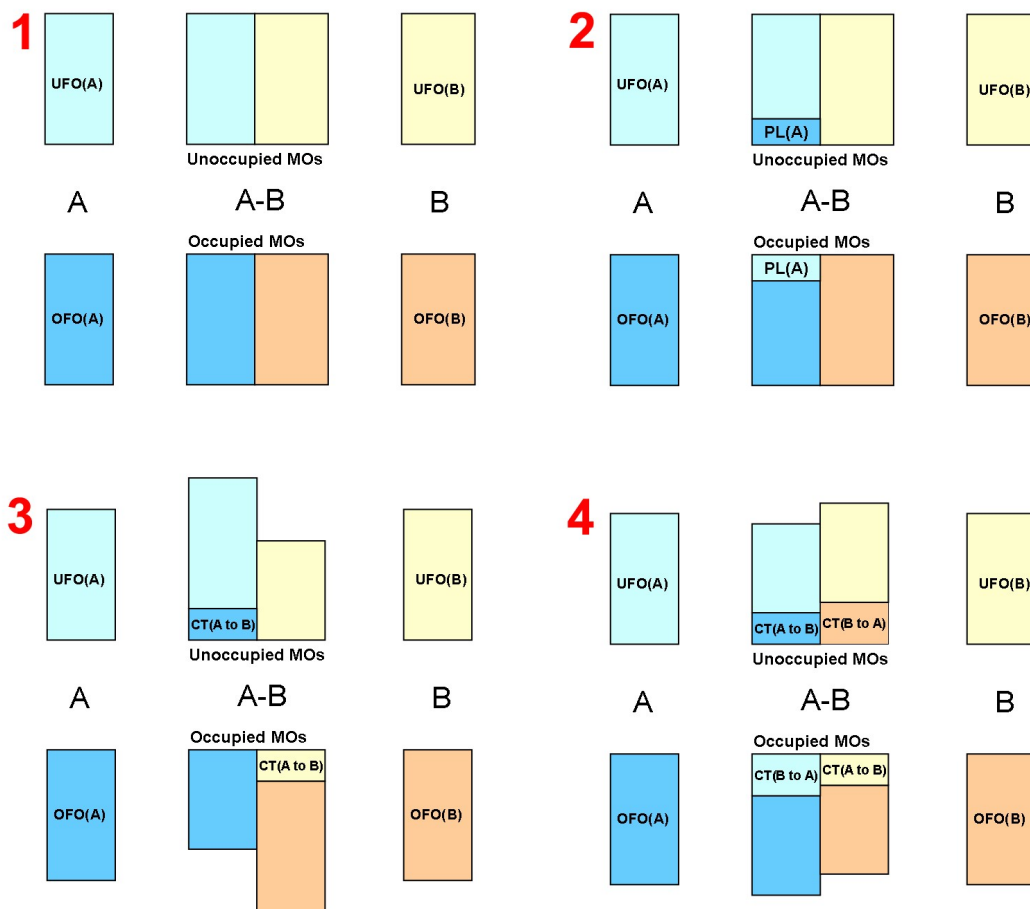 1
UFO(A)
UFO(B)
Unoccupied MOs
A
A-B
B
Occupied MOs
OFO(A)
OFO(B)
2
UFO(A)
PL(A)
UFO(B)
Unoccupied MOs
A
A-B
B
Occupied MOs
PL(A)
OFO(A)
OFO(B)
3
UFO(A)
UFO(B)
CT(A to B)
Unoccupied MOs
A
A-B
B
Occupied MOs
CT(A to B)
OFO(A)
OFO(B)
4
UFO(A)
UFO(B)
CT(A to B)
CT(B to A)
Unoccupied MOs
A
A-B
B
Occupied MOs
CT(B to A)
CT(A to B)
OFO(A)
OFO(B)